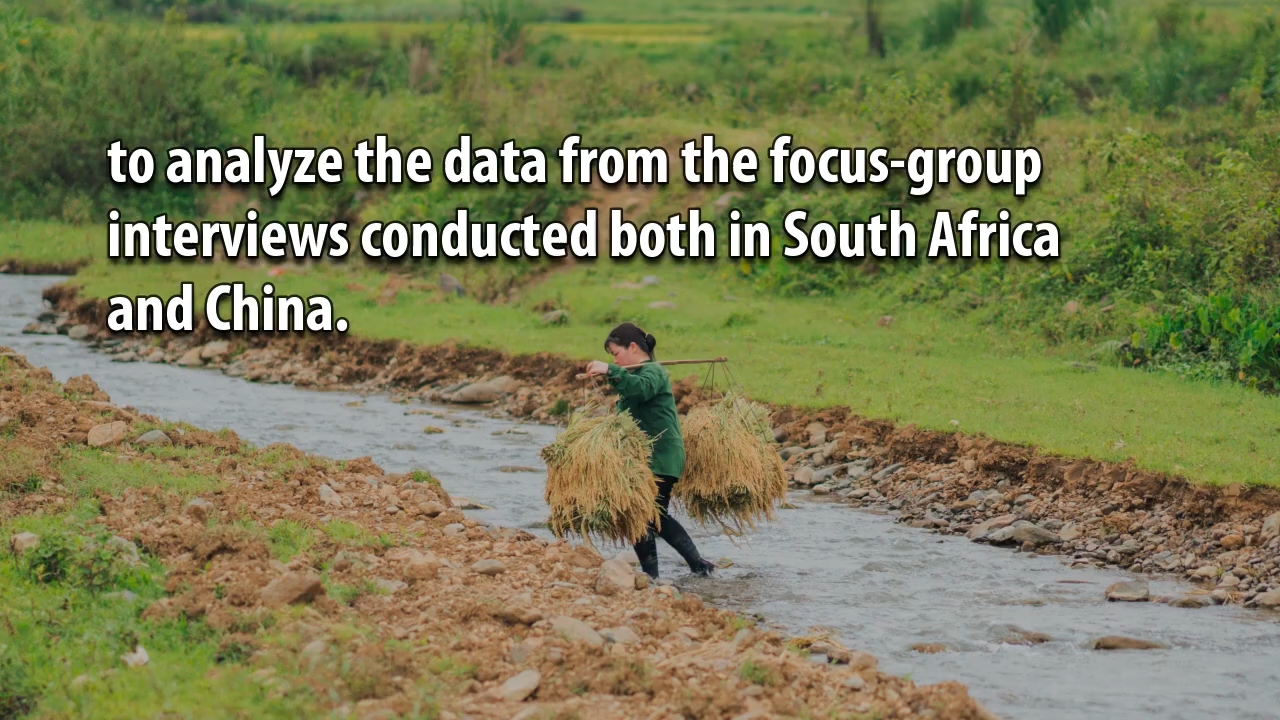 to analyze the data from the focus-group
interviews conducted both in South Africa
and China.